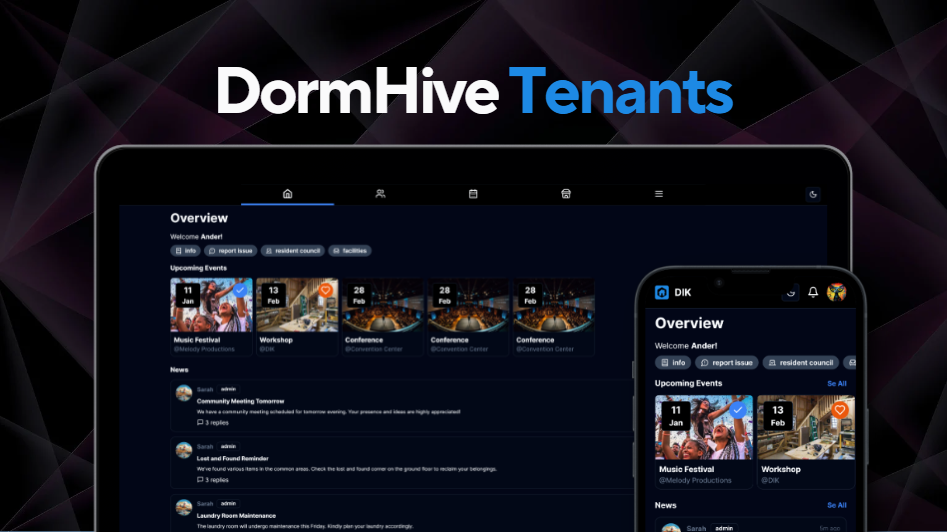 DormHive Tenants
Overview
Welcome Ander!
info report issue resident council facilities
Upcoming Events
11 Jan
13 Feb
28 Feb
28 Feb
28 Feb
Music Festival
@Melody Productions
Workshop
@DIK
Conference
@Convention Center
Conference
@Convention Center
Conference
@Convention Center
News
Sarah admin
Community Meeting Tomorrow
We have a community meeting scheduled for tomorrow evening. Your presence and ideas are highly appreciated!
3 replies
Sarah admin
Lost and Found Reminder
We've found various items in the common areas. Check the lost and found corner on the ground floor to reclaim your belongings.
3 replies
Sarah admin
Laundry Room Maintenance
The laundry room will undergo maintenance this Friday. Kindly plan your laundry accordingly.
DIK
Overview
Welcome Ander!
info report issue resident council
Upcoming Events Se All
11 Jan
13 Feb
Music Festival
@Melody Productions
Workshop
@DIK
News Se All
Sarah admin 5m ago